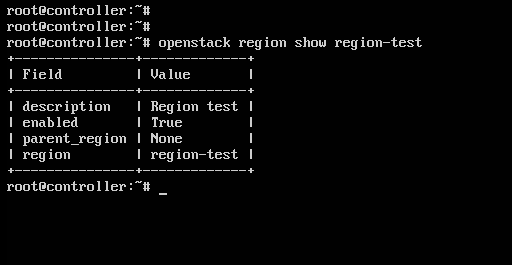 root@controller:~#
root@controller:~#
root@controller:~# openstack region show region-test
+---------------+-------------+
| Field         | Value       |
+---------------+-------------+
| description   | Region test |
| enabled       | True        |
| parent_region | None        |
| region        | region-test |
+---------------+-------------+
root@controller:~# _